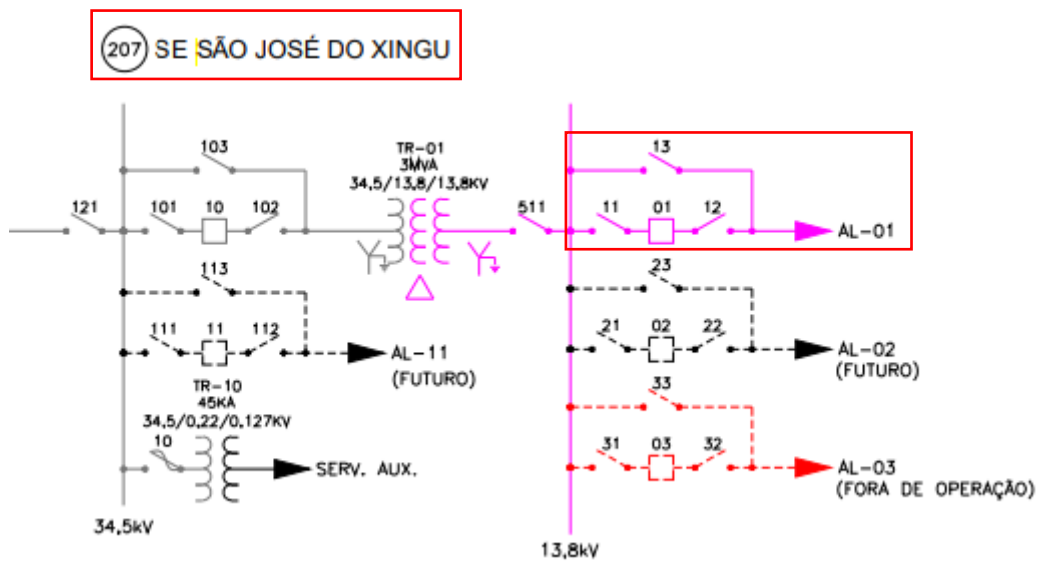 207 SE SÃO JOSÉ DO XINGU
103
TR-01
3MVA
34,5/13,8/13,8KV
121
101
10
102
511
13
11
01
12
AL-01
113
111
11
112
AL-11
(FUTURO)
23
21
02
22
AL-02
(FUTURO)
TR-10
45KA
34.5/0.22/0.127KV
10
SERV. AUX.
33
31
03
32
AL-03
(FORA DE OPERAÇÃO)
34,5kV
13,8kV